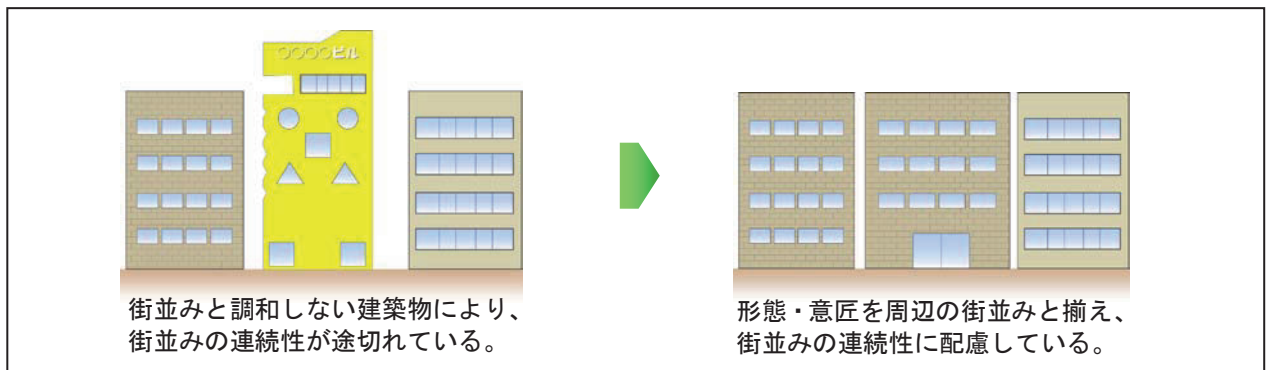 ○○○○ビル
街並みと調和しない建築物により、
街並みの連続性が途切れている。
形態・意匠を周辺の街並みと揃え、
街並みの連続性に配慮している。